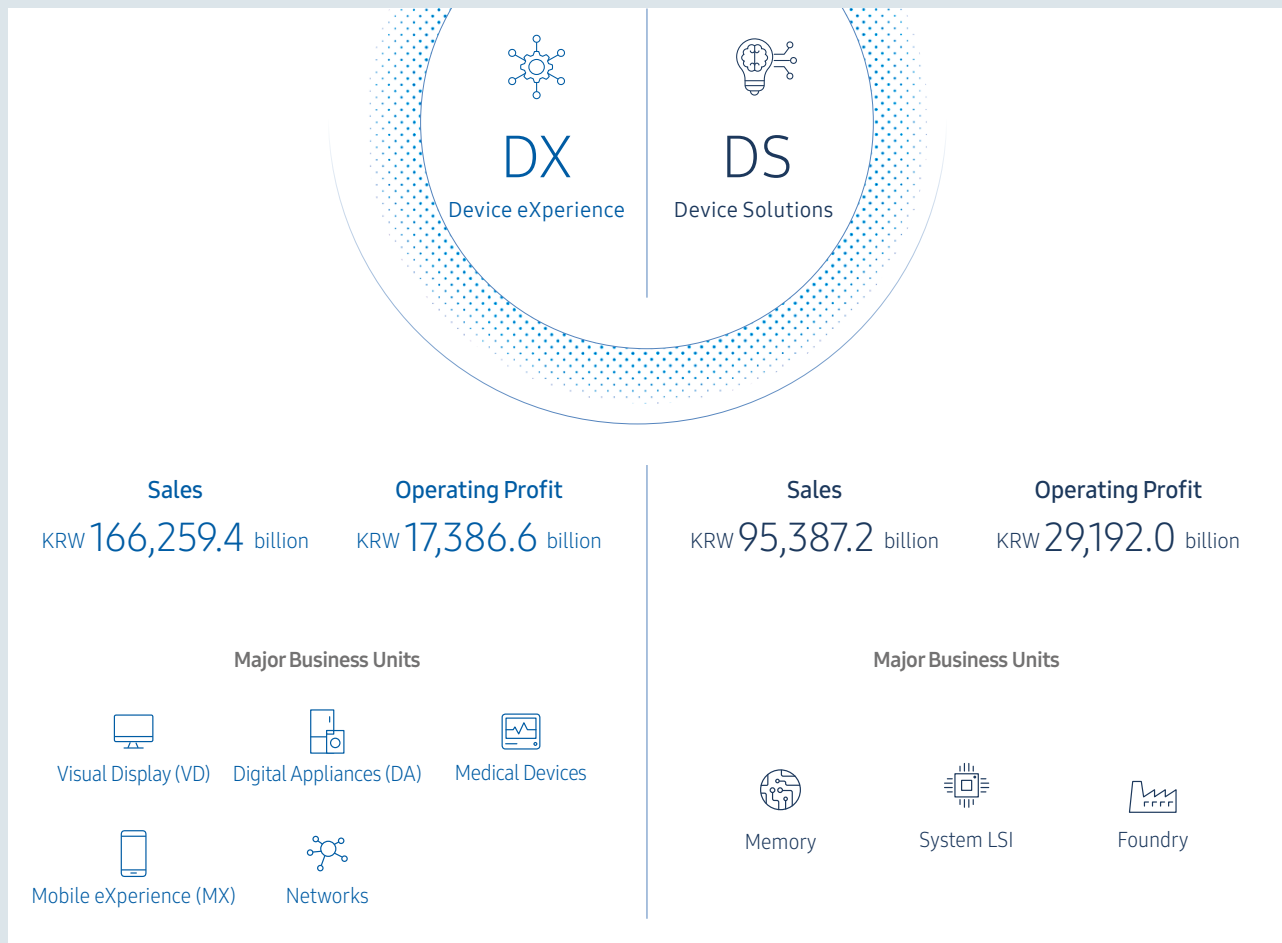 DX
Device eXperience
DS
Device Solutions
Sales
KRW 166,259.4 billion
Operating Profit
KRW 17,386.6 billion
Major Business Units
Visual Display (VD)
Digital Appliances (DA)
Medical Devices
Mobile eXperience (MX)
Networks
Sales
KRW 95,387.2 billion
Operating Profit
KRW 29,192.0 billion
Major Business Units
Memory
System LSI
Foundry